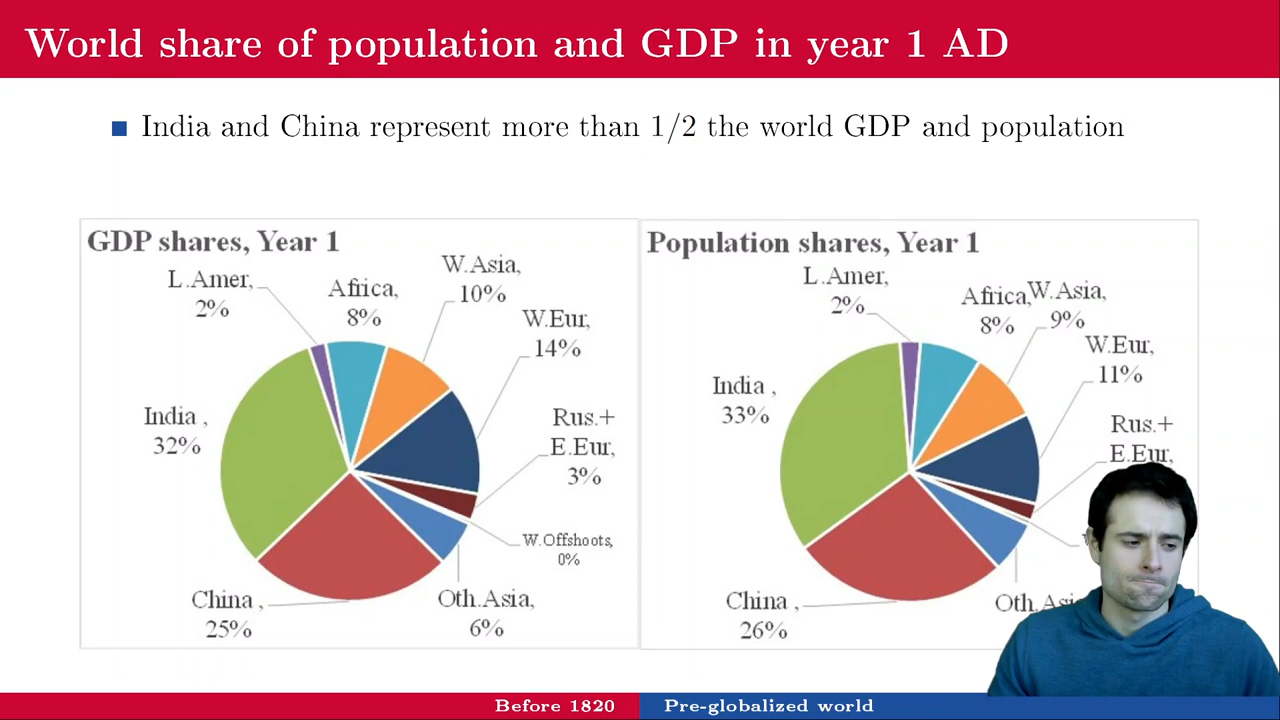 World share of population and GDP in year 1 AD
India and China represent more than 1/2 the world GDP and population
GDP shares, Year 1
L.Amer,
2%
Africa,
8%
W.Asia,
10%
W.Eur,
14%
Rus.+
E.Eur,
3%
W.Offshoots,
0%
Oth.Asia,
6%
China ,
25%
India ,
32%
Population shares, Year 1
L.Amer,
2%
Africa,
8%
W.Asia,
9%
W.Eur,
11%
Rus.+
E.Eur,
China ,
26%
India ,
33%
Before 1820
Pre-globalized world